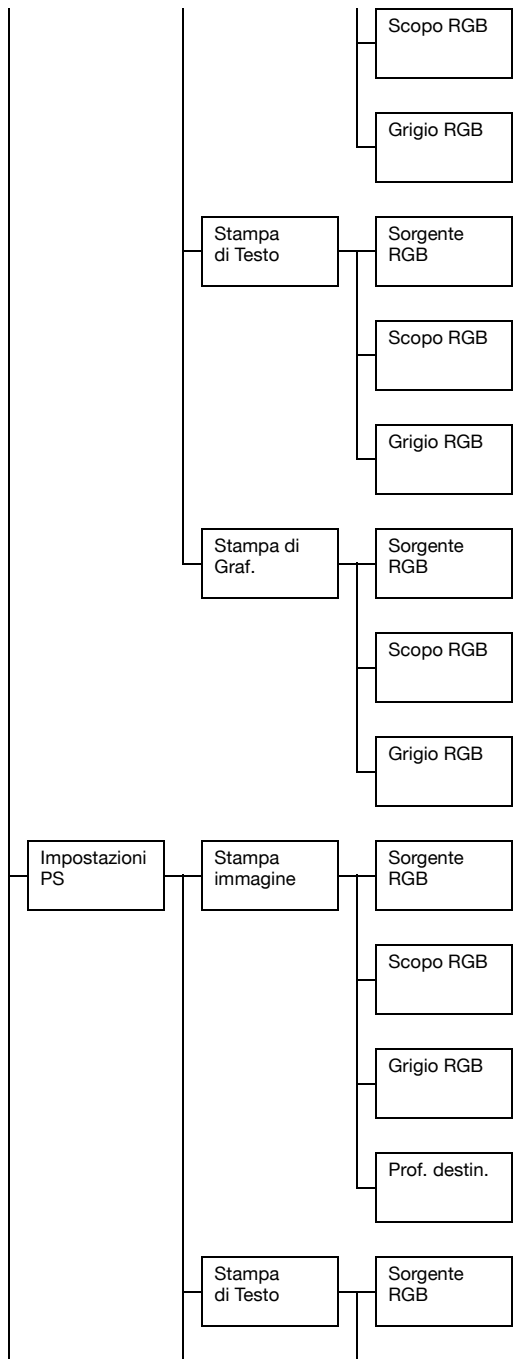 Scopo RGB
Grigio RGB
Stampa
di Testo
Sorgente
RGB
Scopo RGB
Grigio RGB
Stampa di
Graf.
Sorgente
RGB
Scopo RGB
Grigio RGB
Impostazioni
PS
Stampa
immagine
Sorgente
RGB
Scopo RGB
Grigio RGB
Prof. destin.
Stampa
di Testo
Sorgente
RGB